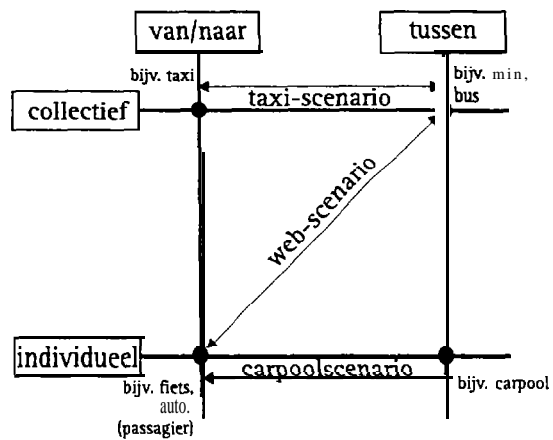 van/naar
tussen
bijv. taxi
bijv. min,
bus
taxi-scenario
collectief
web-scenario
individueel
carpoolscenario
bijv. fiets,
auto.
(passagier)
bijv. carpool